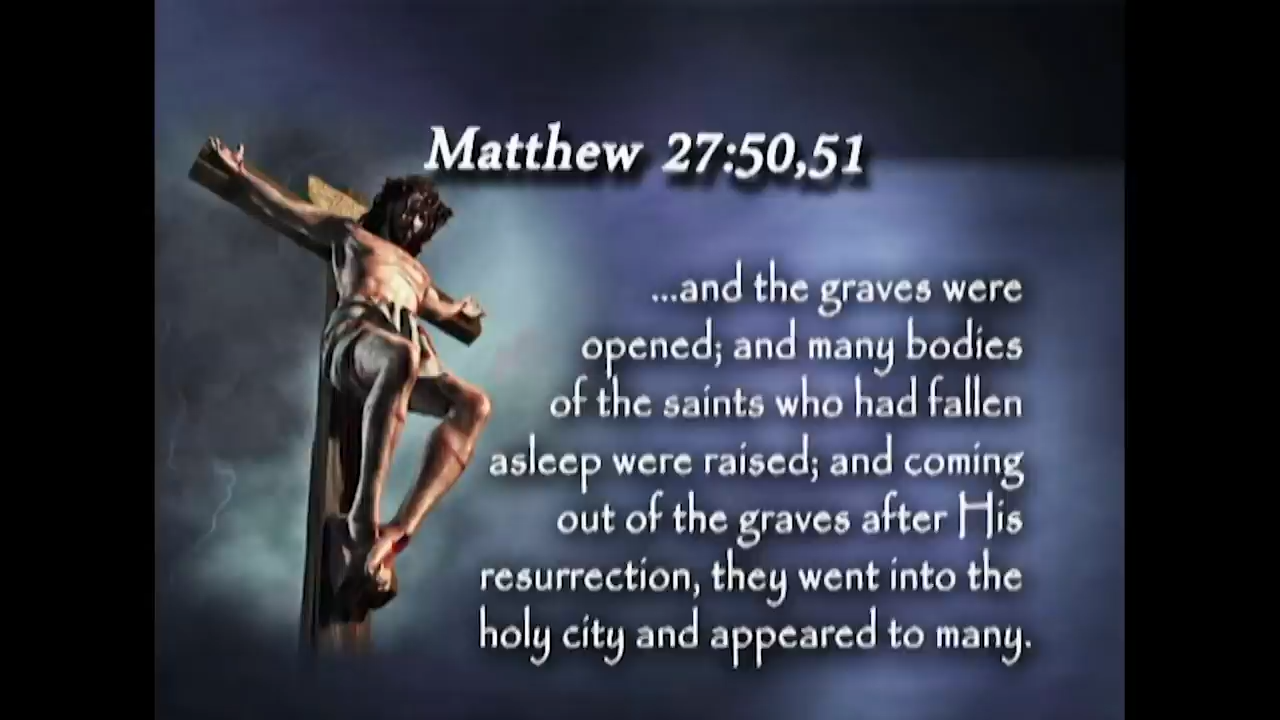 Matthew 27:50,51
...and the graves were
opened; and many bodies
of the saints who had fallen
asleep were raised; and coming
out of the graves after His
resurrection, they went into the
holy city and appeared to many.